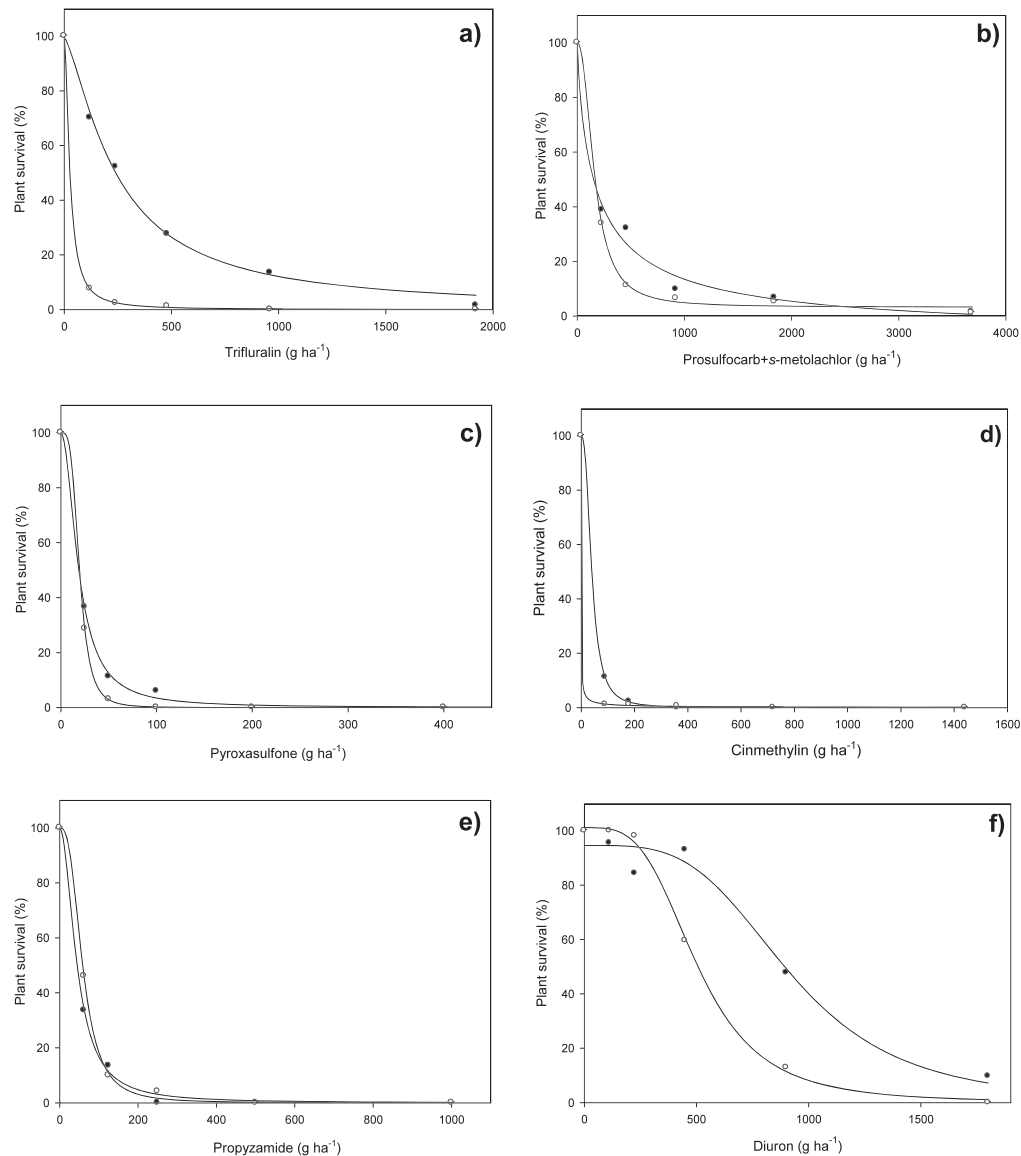 a)
Plant survival (%)
100
80
60
40
20
0
0 500 1000 1500 2000
Trifluralin (g ha-1)
b)
Plant survival (%)
100
80
60
40
20
0
0 1000 2000 3000 4000
Prosulfocarb+s-metolachlor (g ha-1)
c)
Plant survival (%)
100
80
60
40
20
0
0 100 200 300 400
Pyroxasulfone (g ha-1)
d)
Plant survival (%)
100
80
60
40
20
0
0 200 400 600 800 1000 1200 1400 1600
Cinmethylin (g ha-1)
e)
Plant survival (%)
100
80
60
40
20
0
0 200 400 600 800 1000
Propyzamide (g ha-1)
f)
Plant survival (%)
100
80
60
40
20
0
0 500 1000 1500
Diuron (g ha-1)